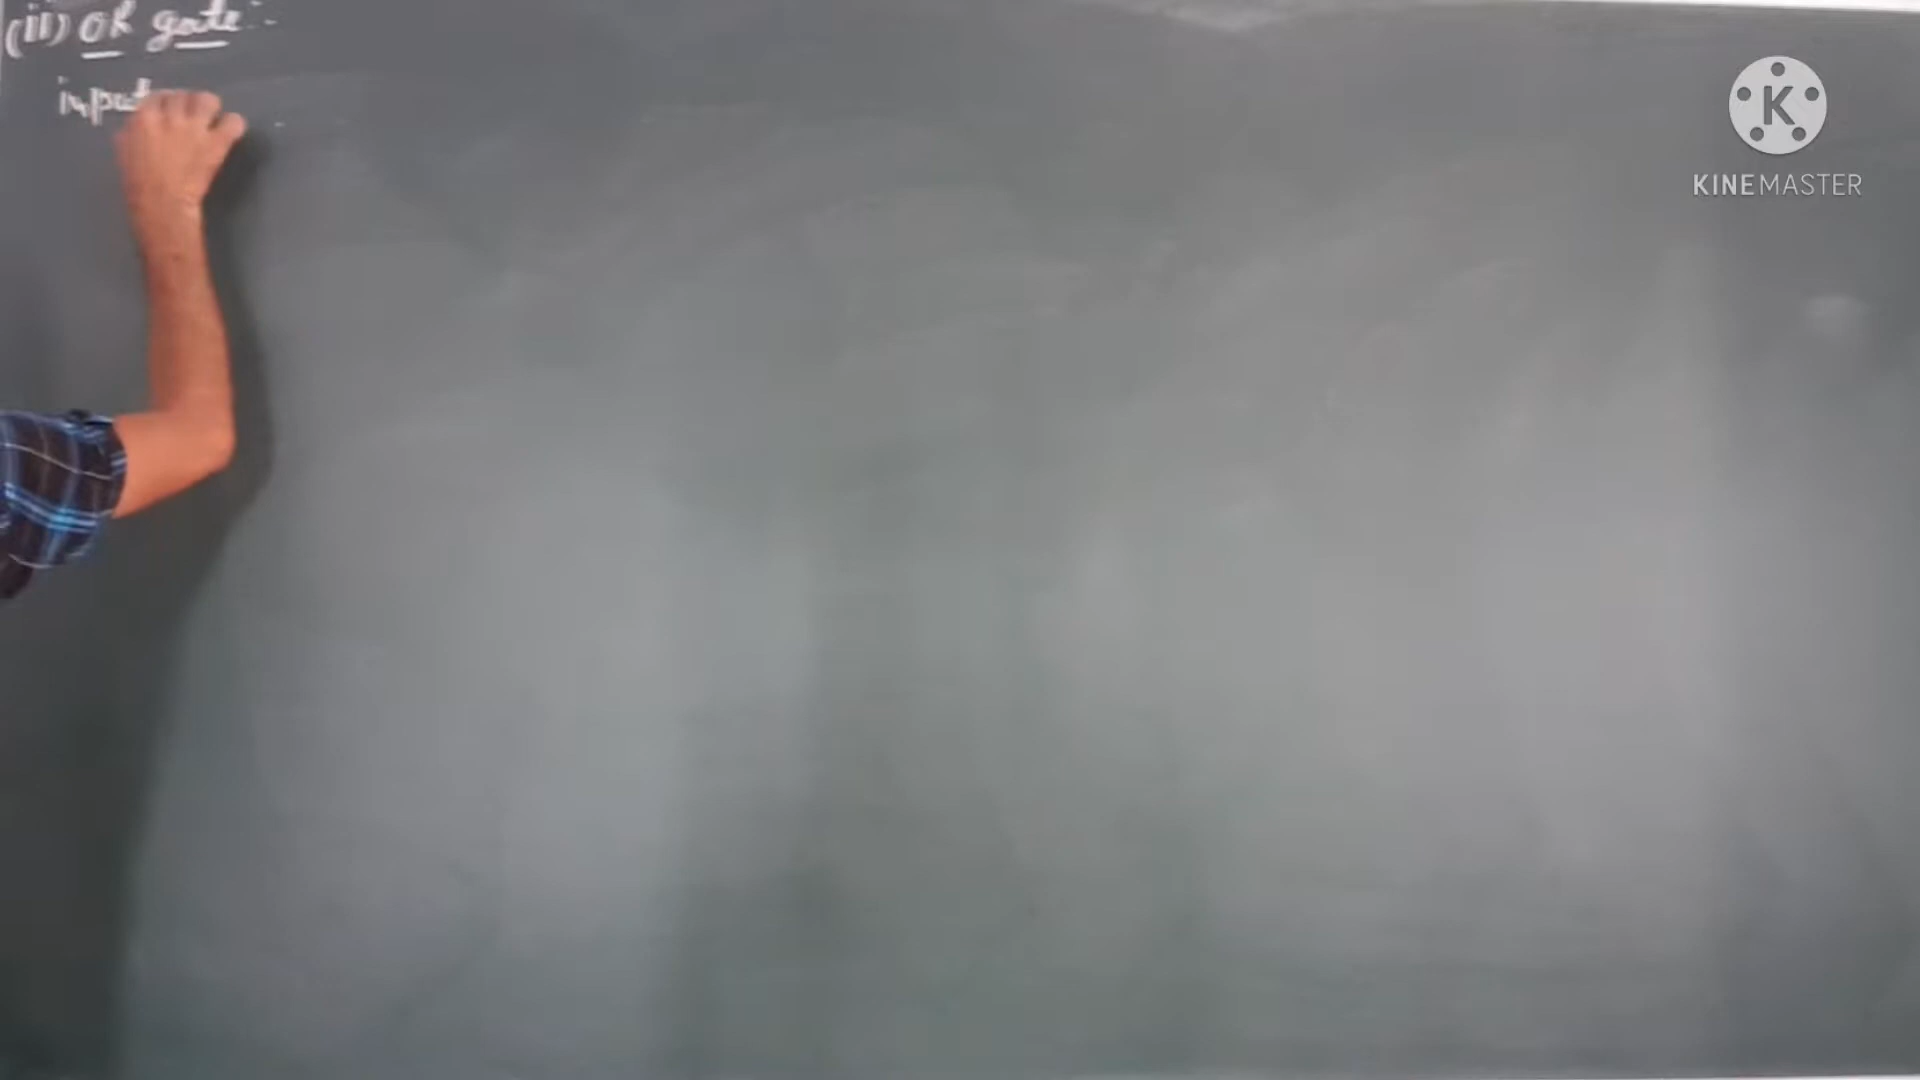 (ii) OR gate :-
input
K
KINEMASTER